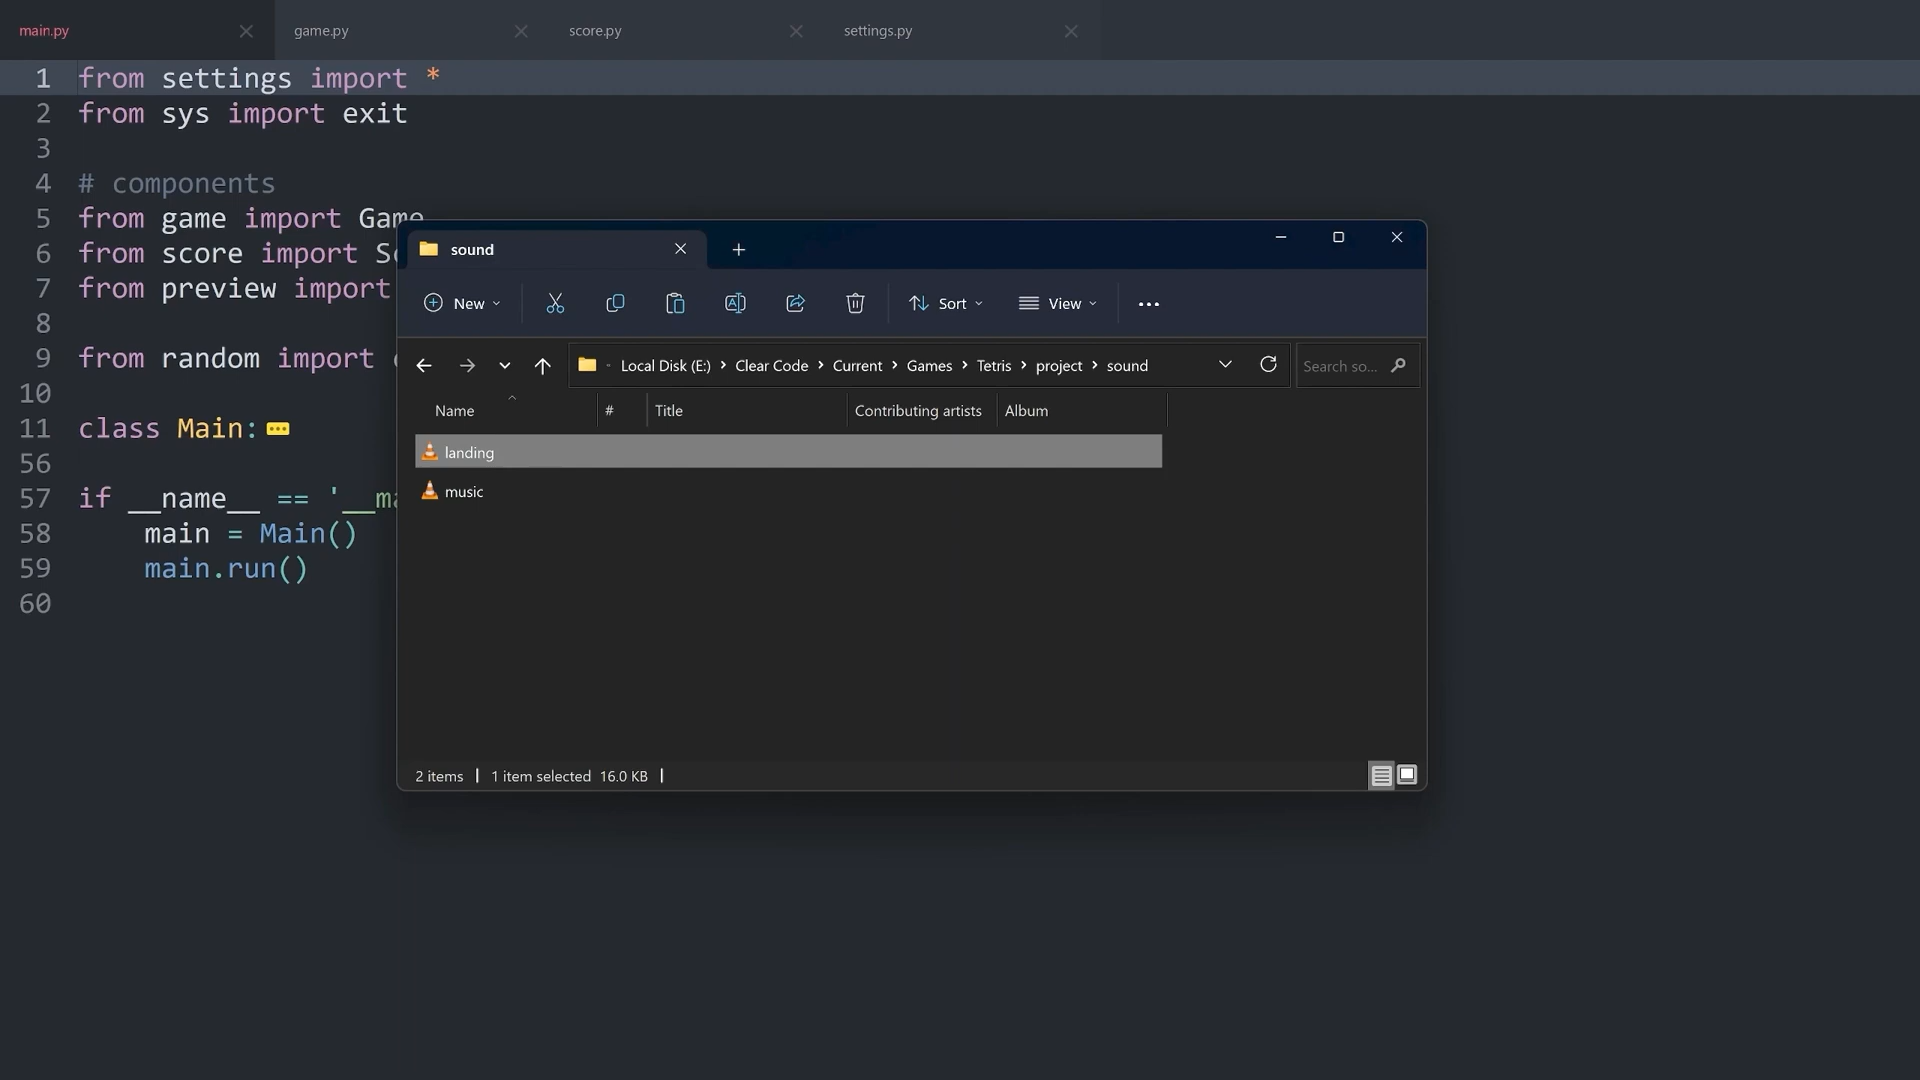 main.py
game.py
score.py
settings.py
1 from settings import *
2 from sys import exit
3
4 # components
5 from game import Game
6 from score import
7 from preview import
8
9 from random import
10
11 class Main:
56
57 if __name__ ==
58 main = Main()
59 main.run()
60
sound
New
Sort
View
Local Disk (E:) Clear Code Current Games Tetris project sound
Search so...
Name # Title Contributing artists Album
landing
music
2 items 1 item selected 16.0 KB